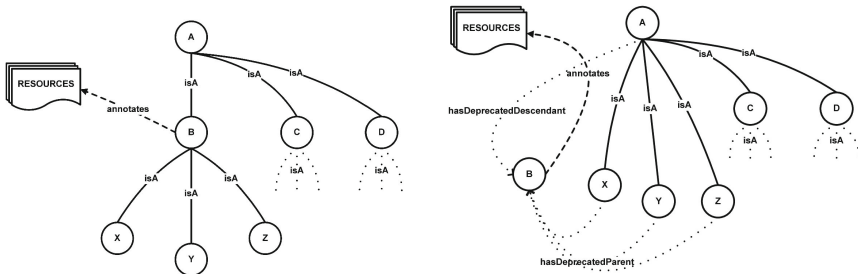 A
RESOURCES
isA
isA
isA
annotates
B
C
D
isA
isA
isA
isA
isA
X
Z
Y
A
RESOURCES
isA
isA
annotates
isA
isA
isA
hasDeprecatedDescendant
C
D
isA
isA
B
X
Y
Z
hasDeprecatedParent